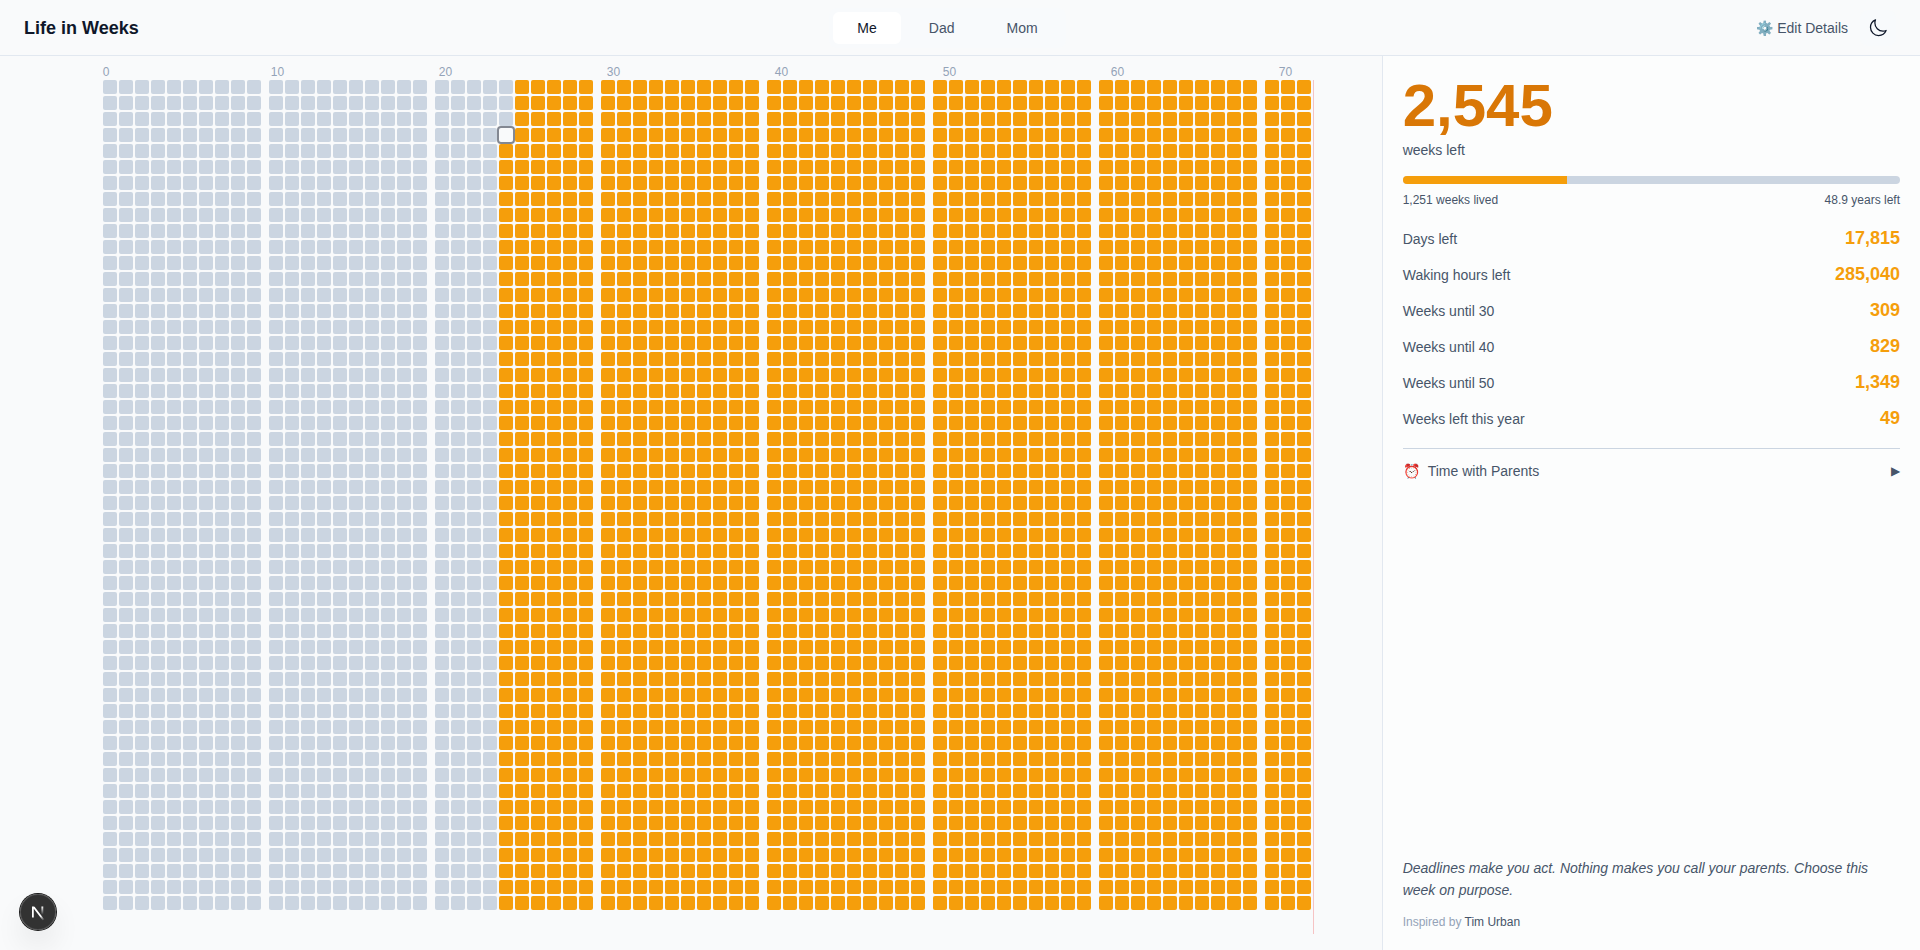 Life in Weeks
Me
Dad
Mom
⚙️ Edit Details
0
10
20
30
40
50
60
70
2,545
weeks left
1,251 weeks lived
48.9 years left
Days left
17,815
Waking hours left
285,040
Weeks until 30
309
Weeks until 40
829
Weeks until 50
1,349
Weeks left this year
49
⏰ Time with Parents ▶
Deadlines make you act. Nothing makes you call your parents. Choose this
week on purpose.
Inspired by Tim Urban
N